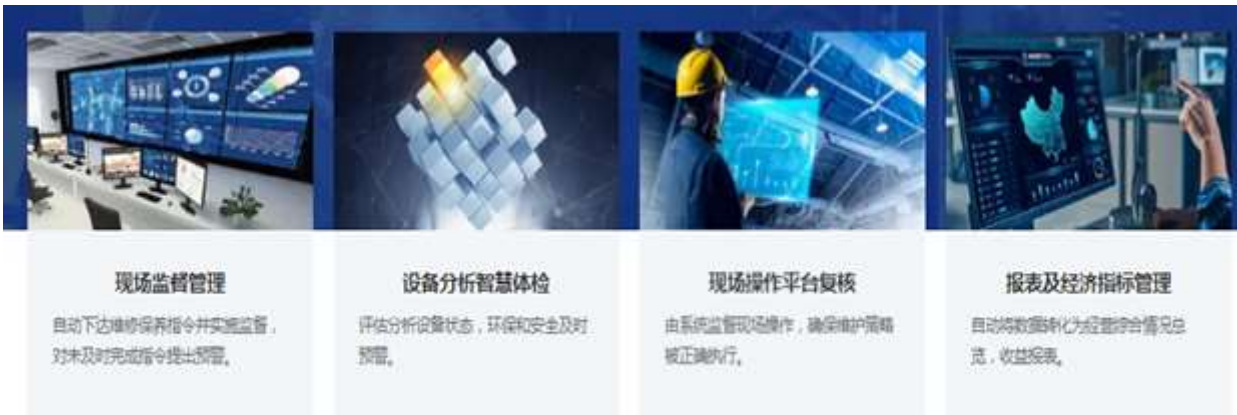 现场监督管理
自动下达维修保养指令并实施监督，
对未及时完成指令提出预警。
设备分析智慧体检
评估分析设备状态，环保和安全及时
预警。
现场操作平台复核
由系统监督现场操作，确保维护策略
被正确执行。
报表及经济指标管理
自动将数据转化为经营综合情况总
览，收益报表。